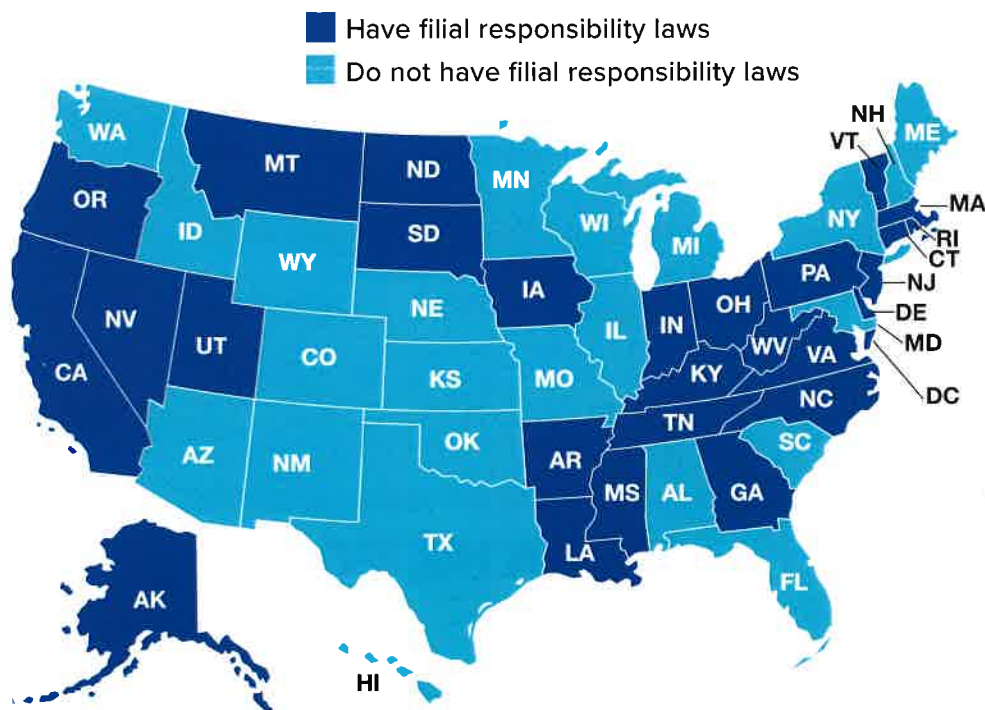 Have filial responsibility laws
Do not have filial responsibility laws
WA
MT
ND
MN
OR
ID
WY
SD
WI
MI
NY
VT
NH
ME
MA
RI
CT
NJ
DE
MD
DC
PA
NV
UT
CA
CO
NE
IA
IL
IN
OH
WV
VA
KY
KS
MO
NC
TN
SC
AZ
NM
OK
AR
MS
AL
GA
TX
LA
FL
AK
HI